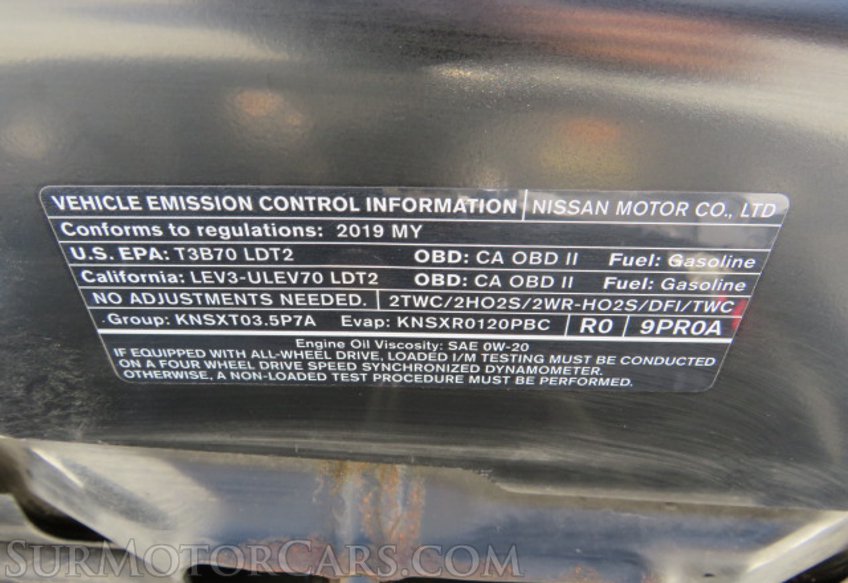 VEHICLE EMISSION CONTROL INFORMATION NISSAN MOTOR CO., LTD
Conforms to regulations: 2019 MY
U.S. EPA: T3B70 LDT2 OBD: CA OBD II Fuel: Gasoline
California: LEV3-ULEV70 LDT2 OBD: CA OBD II Fuel: Gasoline
NO ADJUSTMENTS NEEDED. 2TWC/2HO2S/2WR-HO2S/DFI/TWC
Group: KNSXT03.5P7A Evap: KNSXR0120PBC R0 9PR0A
Engine Oil Viscosity: SAE 0W-20
IF EQUIPPED WITH ALL-WHEEL DRIVE, LOADED I/M TESTING MUST BE CONDUCTED
ON A FOUR WHEEL DRIVE SPEED SYNCHRONIZED DYNAMOMETER.
OTHERWISE, A NON-LOADED TEST PROCEDURE MUST BE PERFORMED.
SURMOTORCARS.COM